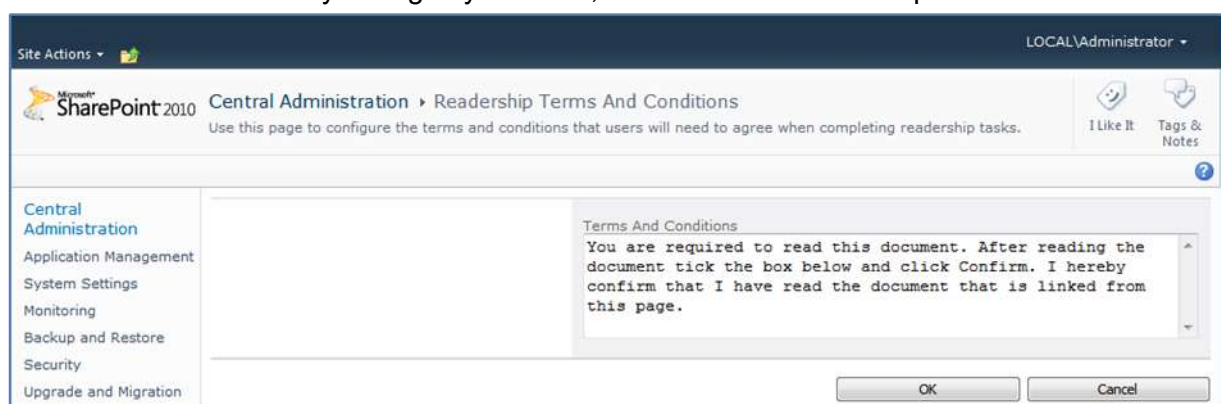 LOCAL\Administrator
Site Actions
Microsoft
SharePoint 2010
Central Administration ▸ Readership Terms And Conditions
Use this page to configure the terms and conditions that users will need to agree when completing readership tasks.
I Like It
Tags &
Notes
Central
Administration
Application Management
System Settings
Monitoring
Backup and Restore
Security
Upgrade and Migration
Terms And Conditions
You are required to read this document. After reading the
document tick the box below and click Confirm. I hereby
confirm that I have read the document that is linked from
this page.
OK
Cancel